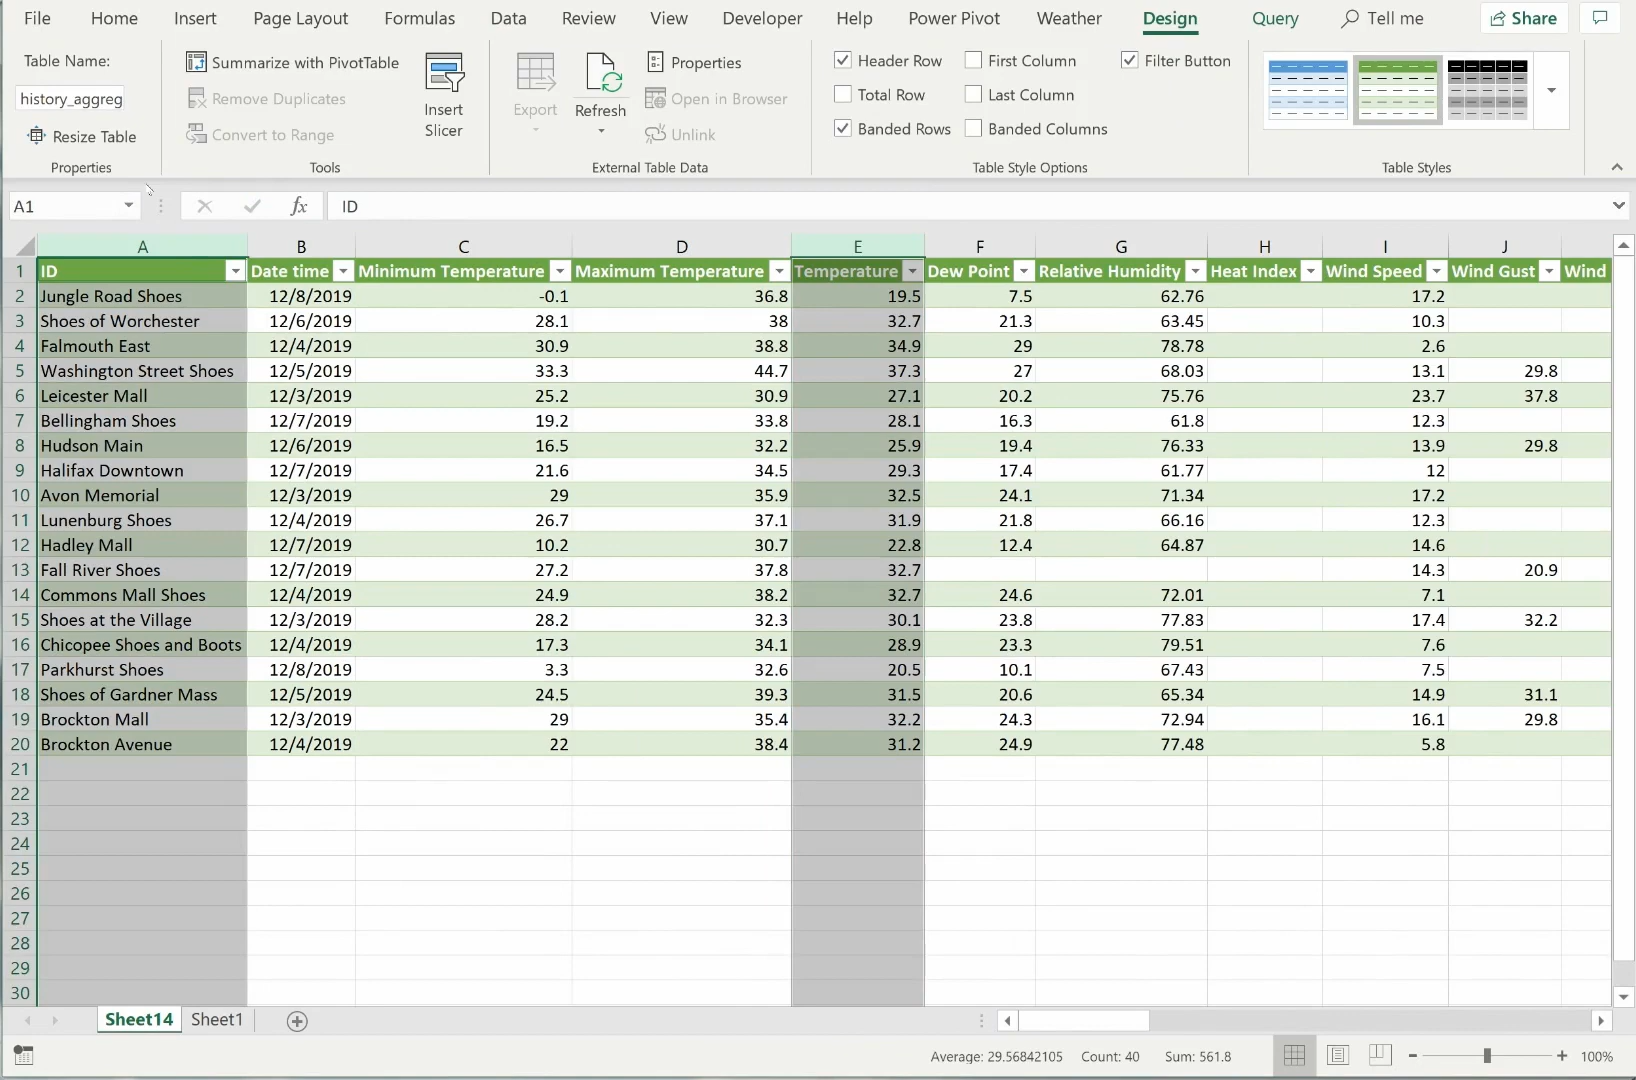 File Home Insert Page Layout Formulas Data Review View Developer Help Power Pivot Weather Design Query Tell me Share
Table Name:
history_aggreg
Resize Table
Properties
Summarize with PivotTable
Remove Duplicates
Convert to Range
Insert
Slicer
Tools
Export
Refresh
Properties
Open in Browser
Unlink
External Table Data
Header Row First Column Filter Button
Total Row Last Column
Banded Rows Banded Columns
Table Style Options
Table Styles
A1 fx ID
A B C D E F G H I J
1 ID Date time Minimum Temperature Maximum Temperature Temperature Dew Point Relative Humidity Heat Index Wind Speed Wind Gust Wind
2 Jungle Road Shoes 12/8/2019 -0.1 36.8 19.5 7.5 62.76 17.2
3 Shoes of Worchester 12/6/2019 28.1 38 32.7 21.3 63.45 10.3
4 Falmouth East 12/4/2019 30.9 38.8 34.9 29 78.78 2.6
5 Washington Street Shoes 12/5/2019 33.3 44.7 37.3 27 68.03 13.1 29.8
6 Leicester Mall 12/3/2019 25.2 30.9 27.1 20.2 75.76 23.7 37.8
7 Bellingham Shoes 12/7/2019 19.2 33.8 28.1 16.3 61.8 12.3
8 Hudson Main 12/6/2019 16.5 32.2 25.9 19.4 76.33 13.9 29.8
9 Halifax Downtown 12/7/2019 21.6 34.5 29.3 17.4 61.77 12
10 Avon Memorial 12/3/2019 29 35.9 32.5 24.1 71.34 17.2
11 Lunenburg Shoes 12/4/2019 26.7 37.1 31.9 21.8 66.16 12.3
12 Hadley Mall 12/7/2019 10.2 30.7 22.8 12.4 64.87 14.6
13 Fall River Shoes 12/7/2019 27.2 37.8 32.7 14.3 20.9
14 Commons Mall Shoes 12/4/2019 24.9 38.2 32.7 24.6 72.01 7.1
15 Shoes at the Village 12/3/2019 28.2 32.3 30.1 23.8 77.83 17.4 32.2
16 Chicopee Shoes and Boots 12/4/2019 17.3 34.1 28.9 23.3 79.51 7.6
17 Parkhurst Shoes 12/8/2019 3.3 32.6 20.5 10.1 67.43 7.5
18 Shoes of Gardner Mass 12/5/2019 24.5 39.3 31.5 20.6 65.34 14.9 31.1
19 Brockton Mall 12/3/2019 29 35.4 32.2 24.3 72.94 16.1 29.8
20 Brockton Avenue 12/4/2019 22 38.4 31.2 24.9 77.48 5.8
21
22
23
24
25
26
27
28
29
30
Sheet14 Sheet1
Average: 29.56842105 Count: 40 Sum: 561.8 100%